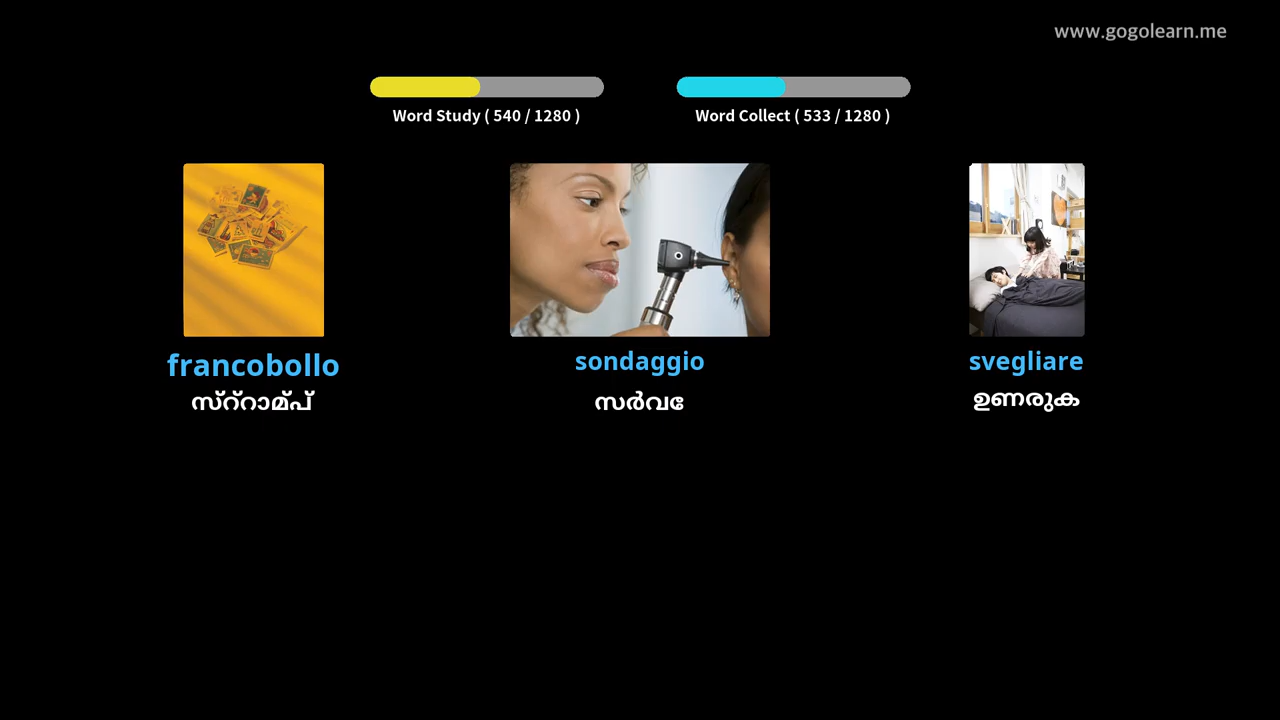 www.gogolearn.me
Word Study ( 540 / 1280 )
Word Collect ( 533 / 1280 )
francobollo
sondaggio
svegliare
സ്റ്റാമ്പ്
സർവേ
ഉണരുക